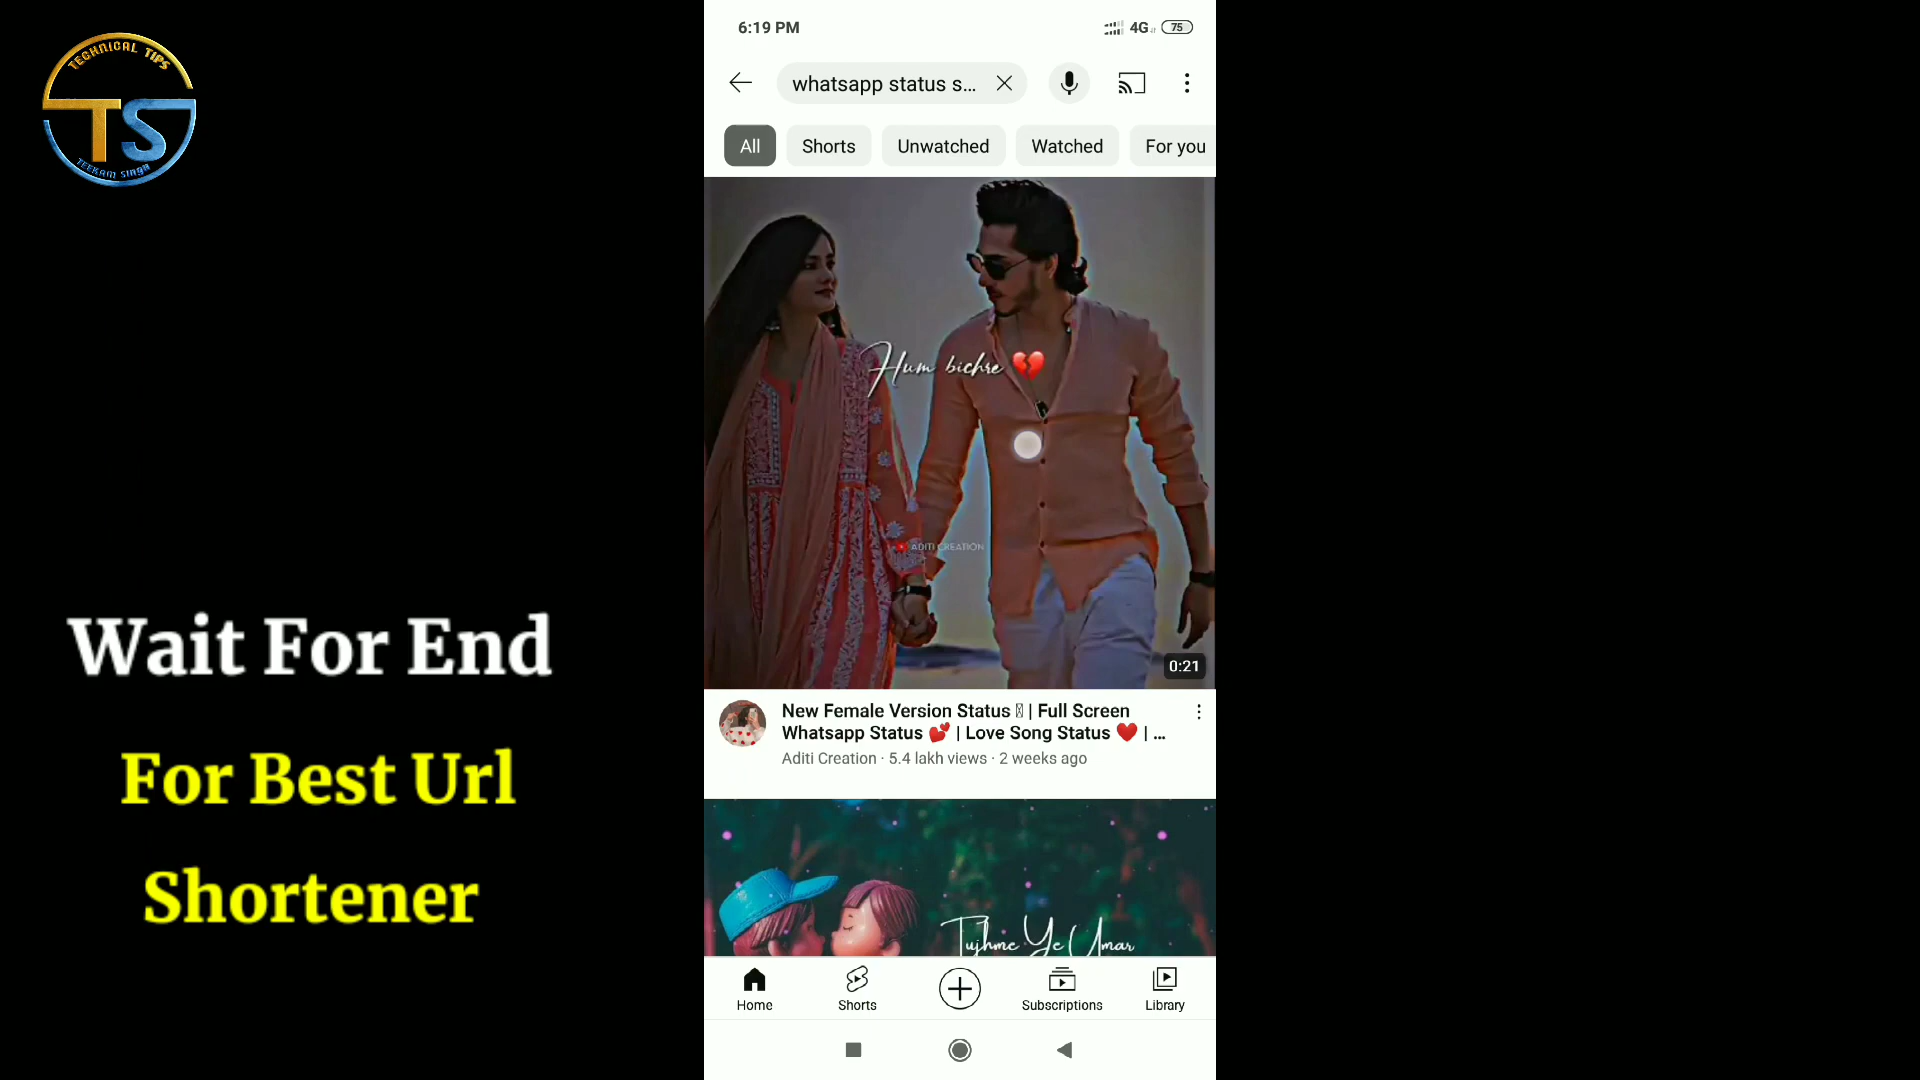 TECHNICAL TIPS
TS
TEEKAM SINGH
Wait For End
For Best Url
Shortener
6:19 PM
4G
75
whatsapp status s...
All
Shorts
Unwatched
Watched
For you
Hum bichre 💔
ADITI CREATION
0:21
New Female Version Status | Full Screen
Whatsapp Status 💕 | Love Song Status ❤️ | ...
Aditi Creation · 5.4 lakh views · 2 weeks ago
Tujhme Ye Umar
Home
Shorts
Subscriptions
Library